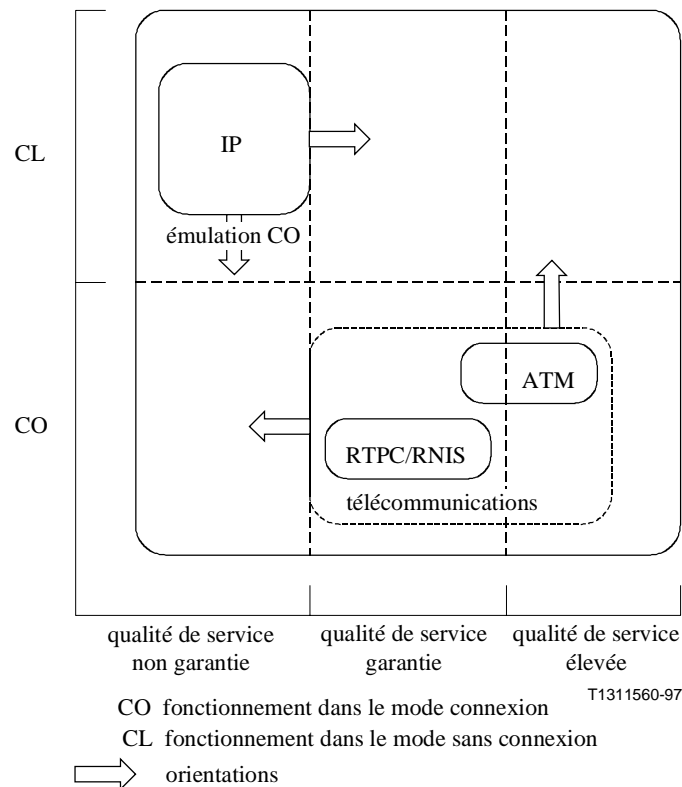 CL
IP
émulation CO
CO
ATM
RTPC/RNIS
télécommunications
qualité de service
non garantie
qualité de service
garantie
qualité de service
élevée
T1311560-97
CO fonctionnement dans le mode connexion
CL fonctionnement dans le mode sans connexion
orientations